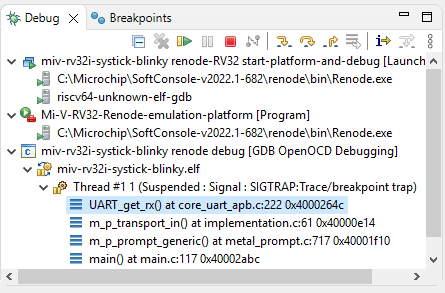 Debug Breakpoints
miv-rv32i-systick-blinky renode-RV32 start-platform-and-debug [Launch
C:\Microchip\SoftConsole-v2022.1-682\renode\bin\Renode.exe
riscv64-unknown-elf-gdb
Mi-V-RV32-Renode-emulation-platform [Program]
C:\Microchip\SoftConsole-v2022.1-682\renode\bin\Renode.exe
miv-rv32i-systick-blinky renode debug [GDB OpenOCD Debugging]
miv-rv32i-systick-blinky.elf
Thread #1 1 (Suspended : Signal : SIGTRAP:Trace/breakpoint trap)
UART_get_rx() at core_uart_apb.c:222 0x4000264c
m_p_transport_in() at implementation.c:61 0x40000e14
m_p_prompt_generic() at metal_prompt.c:717 0x40001f10
main() at main.c:117 0x40002abc